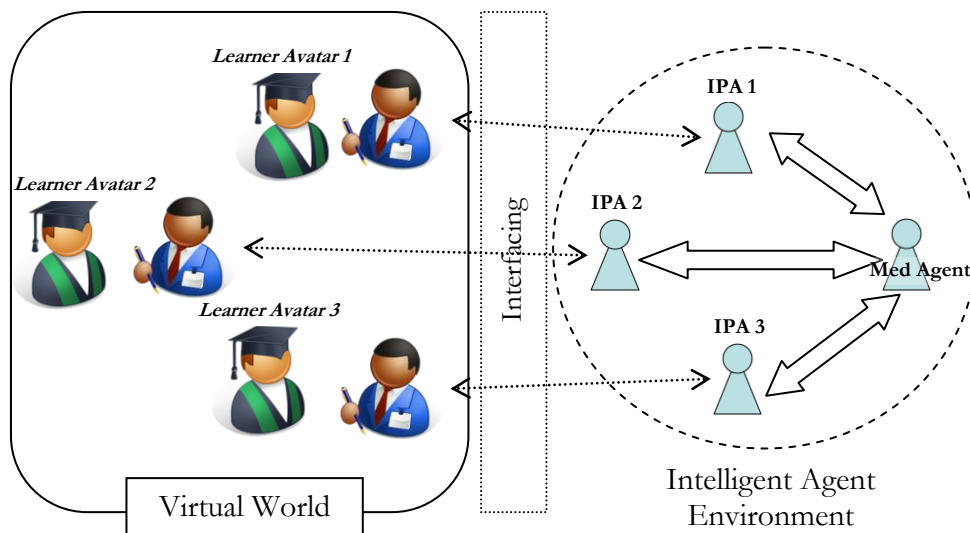 Learner Avatar 1
Learner Avatar 2
Learner Avatar 3
Virtual World
Interfacing
IPA 1
IPA 2
Med Agent
IPA 3
Intelligent Agent
Environment